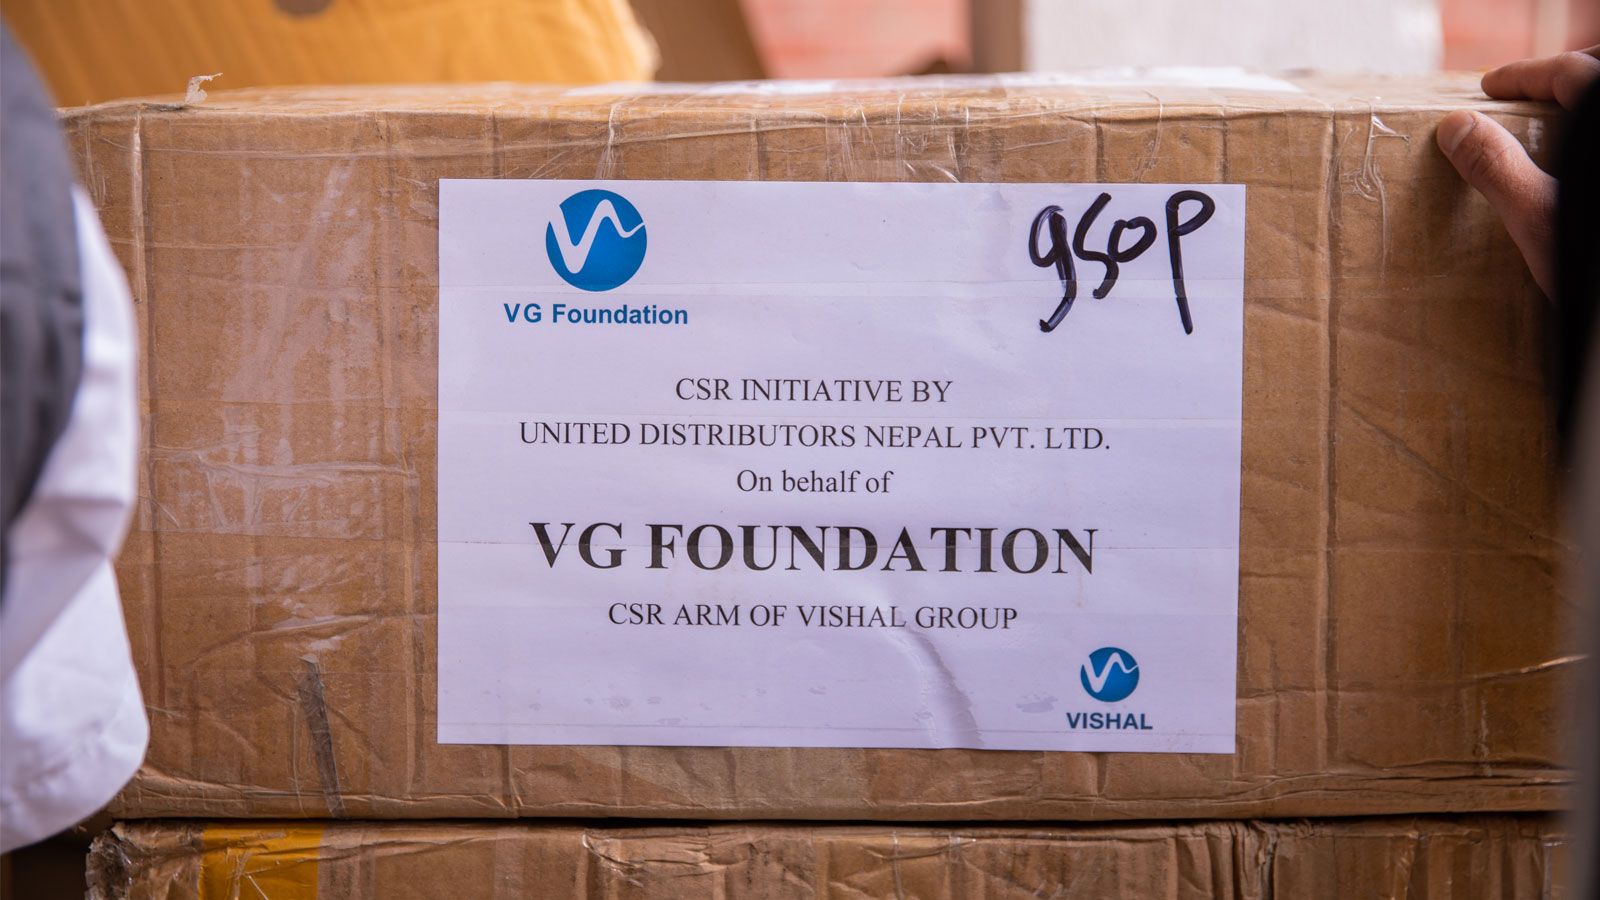 VG Foundation
१५०P
CSR INITIATIVE BY
UNITED DISTRIBUTORS NEPAL PVT. LTD.
On behalf of
VG FOUNDATION
CSR ARM OF VISHAL GROUP
VISHAL